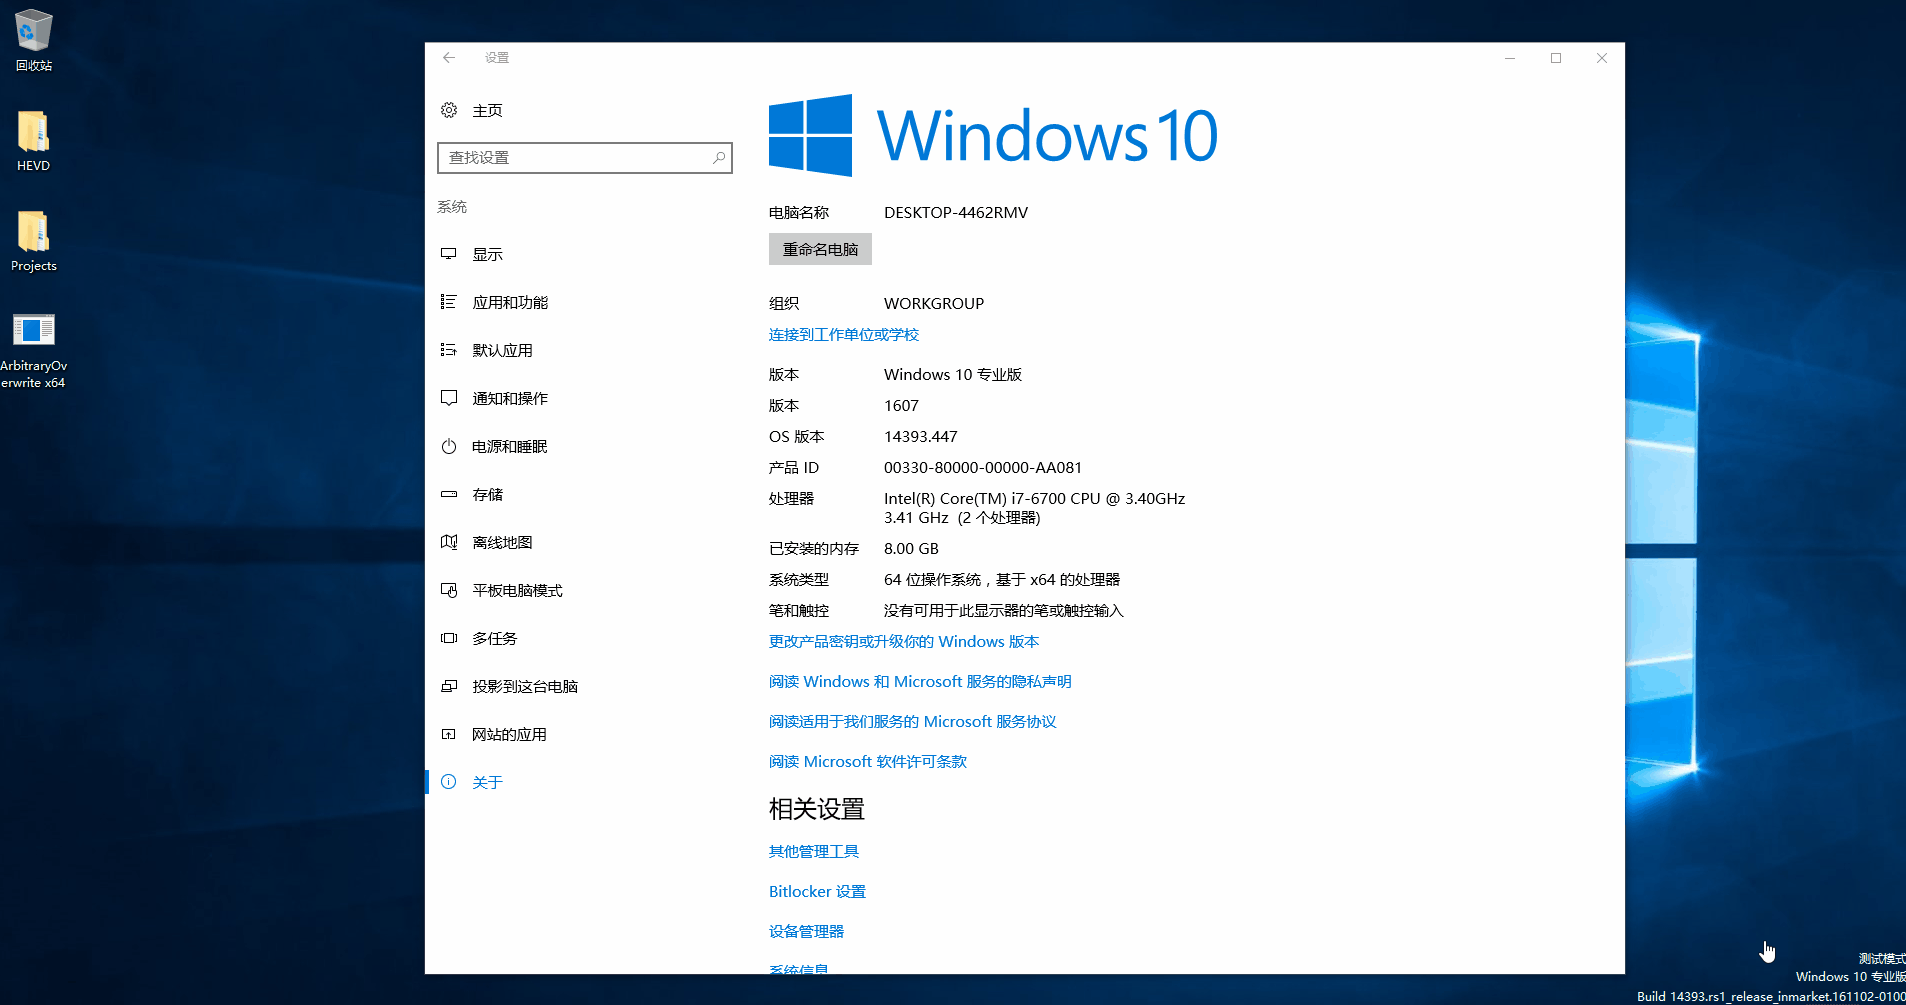 回收站
HEVD
Projects
ArbitraryOv
erwrite x64
设置
主页
查找设置
系统
显示
应用和功能
默认应用
通知和操作
电源和睡眠
存储
离线地图
平板电脑模式
多任务
投影到这台电脑
网站的应用
关于
Windows 10
电脑名称 DESKTOP-4462RMV
重命名电脑
组织 WORKGROUP
连接到工作单位或学校
版本 Windows 10 专业版
版本 1607
OS 版本 14393.447
产品 ID 00330-80000-00000-AA081
处理器 Intel(R) Core(TM) i7-6700 CPU @ 3.40GHz
3.41 GHz (2 个处理器)
已安装的内存 8.00 GB
系统类型 64 位操作系统，基于 x64 的处理器
笔和触控 没有可用于此显示器的笔或触控输入
更改产品密钥或升级你的 Windows 版本
阅读 Windows 和 Microsoft 服务的隐私声明
阅读适用于我们服务的 Microsoft 服务协议
阅读 Microsoft 软件许可条款
相关设置
其他管理工具
Bitlocker 设置
设备管理器
系统信息
测试模式
Windows 10 专业版
Build 14393.rs1_release_inmarket.161102-0100